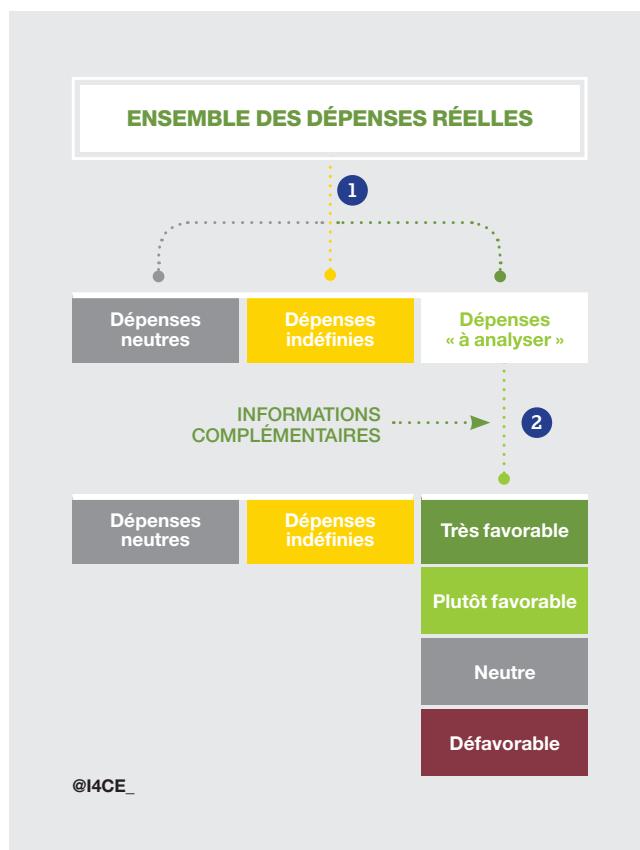 ENSEMBLE DES DÉPENSES RÉELLES
1
Dépenses
neutres
Dépenses
indéfinies
Dépenses
« à analyser »
INFORMATIONS
COMPLÉMENTAIRES
2
Dépenses
neutres
Dépenses
indéfinies
Très favorable
Plutôt favorable
Neutre
Défavorable
@I4CE_